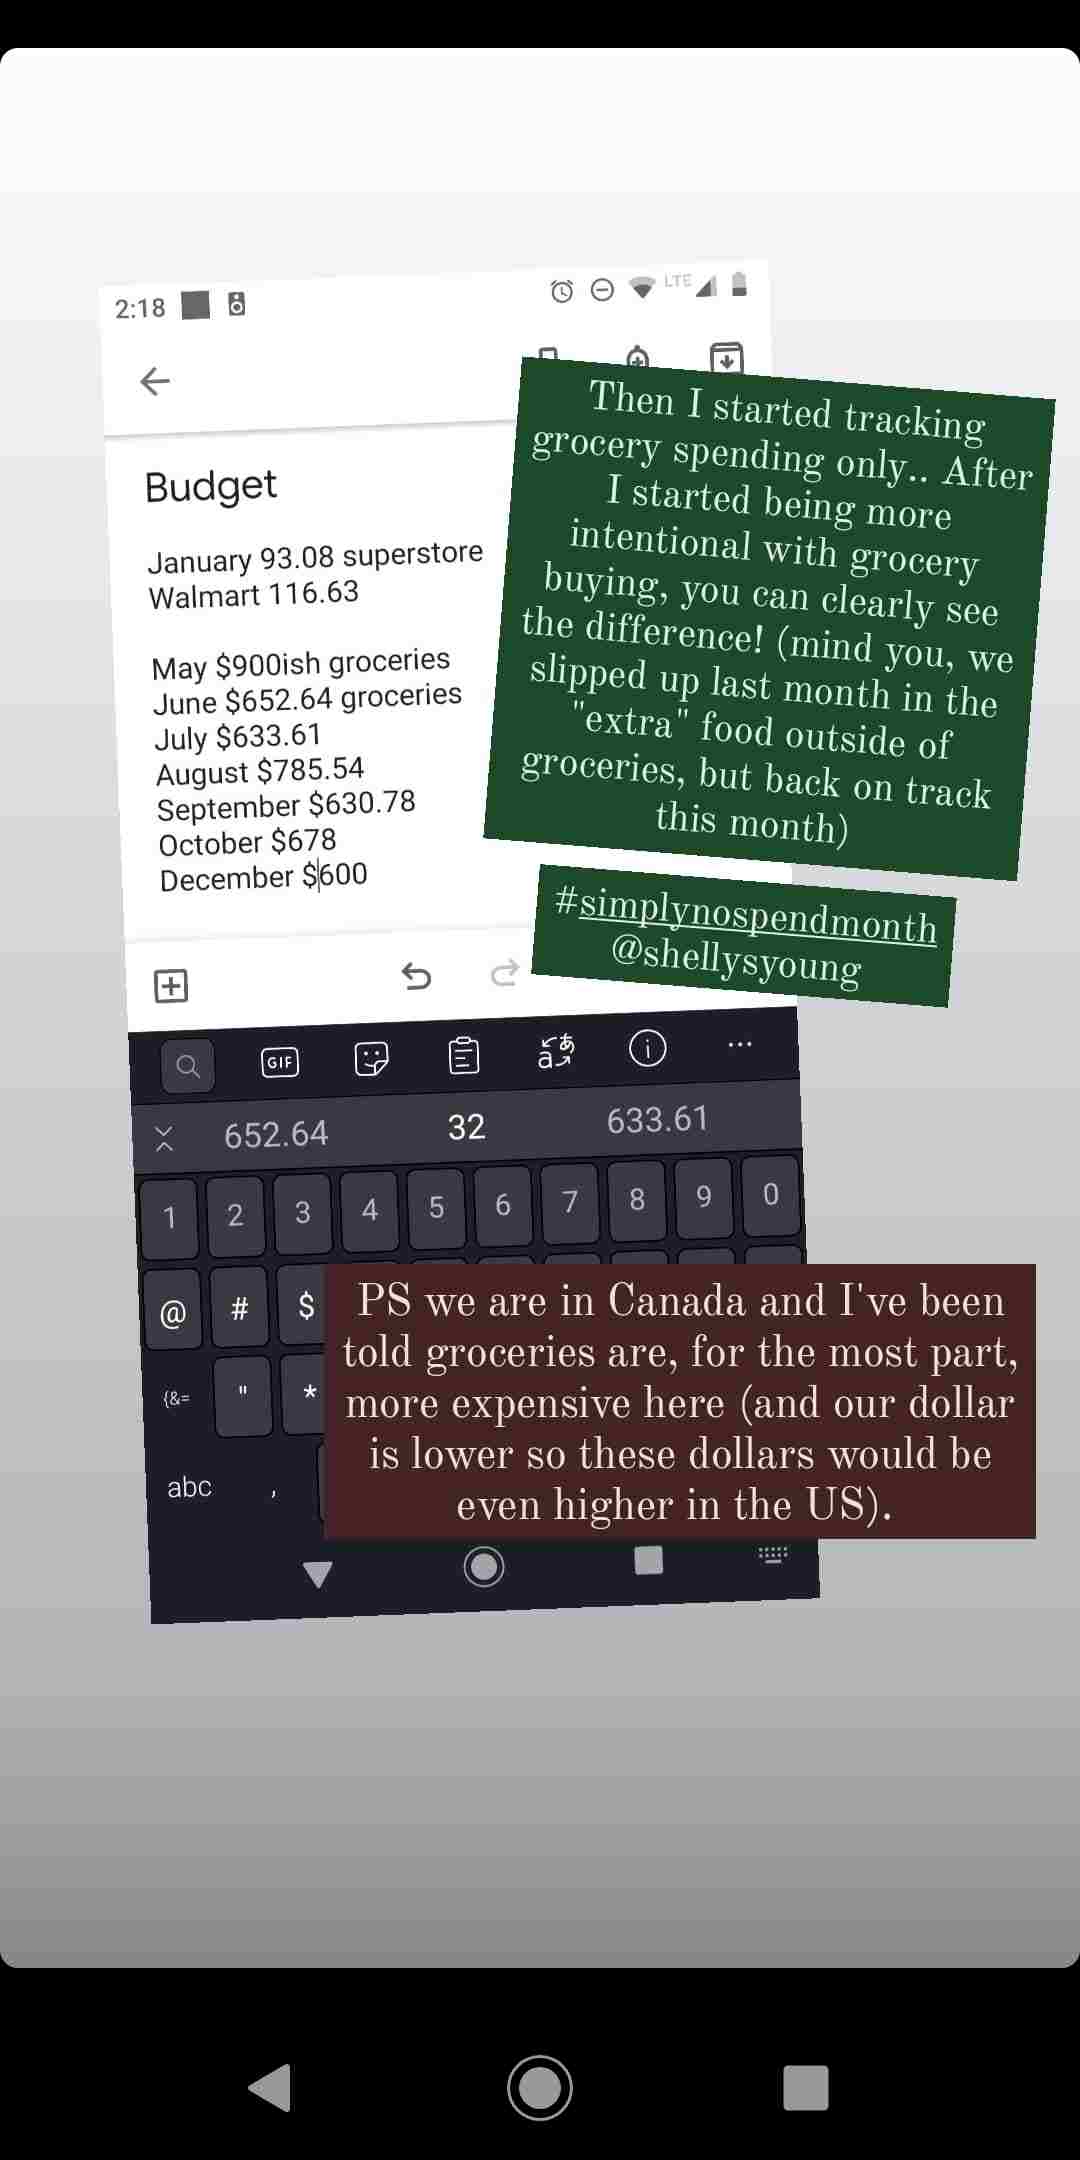 2:18
LTE
Budget
January 93.08 superstore
Walmart 116.63
May $900ish groceries
June $652.64 groceries
July $633.61
August $785.54
September $630.78
October $678
December $600
Then I started tracking
grocery spending only.. After
I started being more
intentional with grocery
buying, you can clearly see
the difference! (mind you, we
slipped up last month in the
"extra" food outside of
groceries, but back on track
this month)
#simplynospendmonth
@shellysyoung
GIF
aあ
652.64 32 633.61
1 2 3 4 5 6 7 8 9 0
@ # $
{&= " *
abc ,
PS we are in Canada and I've been
told groceries are, for the most part,
more expensive here (and our dollar
is lower so these dollars would be
even higher in the US).